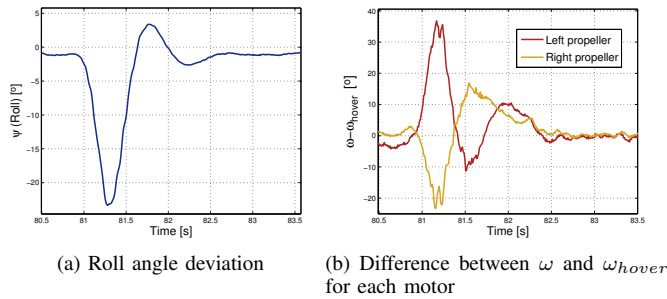 5
0
−5
−10
−15
−20
ψ (Roll) [º]
80.5 81 81.5 82 82.5 83 83.5
Time [s]
(a) Roll angle deviation
40
30
20
10
0
−10
−20
ω−ωhover [º]
Left propeller
Right propeller
80.5 81 81.5 82 82.5 83 83.5
Time [s]
(b) Difference between ω and ωhover
for each motor